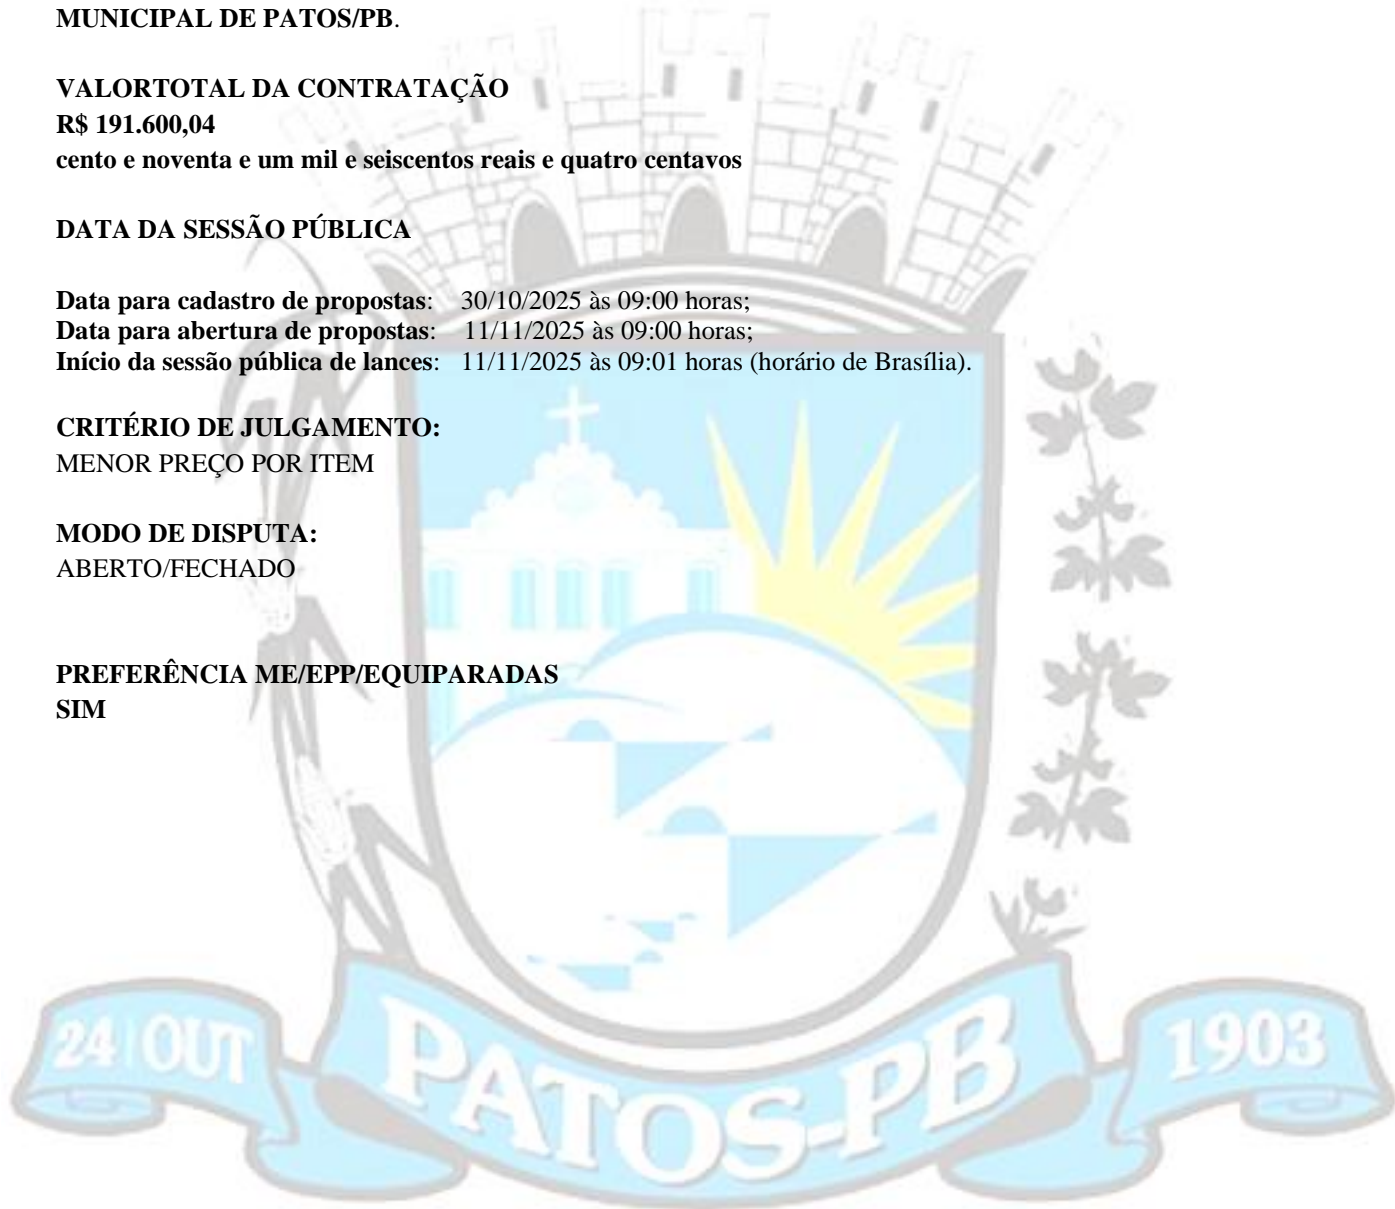 MUNICIPAL DE PATOS/PB.
VALORTOTAL DA CONTRATAÇÃO
R$ 191.600,04
cento e noventa e um mil e seiscentos reais e quatro centavos
DATA DA SESSÃO PÚBLICA
Data para cadastro de propostas: 30/10/2025 às 09:00 horas;
Data para abertura de propostas: 11/11/2025 às 09:00 horas;
Início da sessão pública de lances: 11/11/2025 às 09:01 horas (horário de Brasília).
CRITÉRIO DE JULGAMENTO:
MENOR PREÇO POR ITEM
MODO DE DISPUTA:
ABERTO/FECHADO
PREFERÊNCIA ME/EPP/EQUIPARADAS
SIM
24 OUT
PATOS-PB
1903